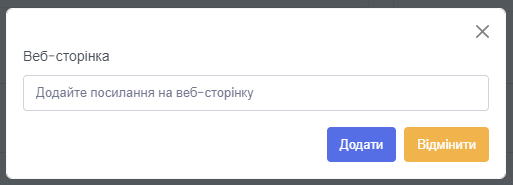 Веб-сторінка
Додайте посилання на веб-сторінку
Додати
Відмінити